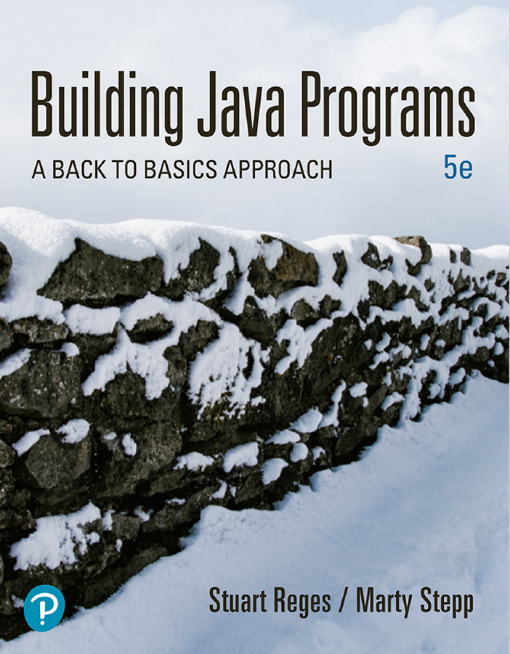 Building Java Programs
A BACK TO BASICS APPROACH 5e
Stuart Reges / Marty Stepp
P